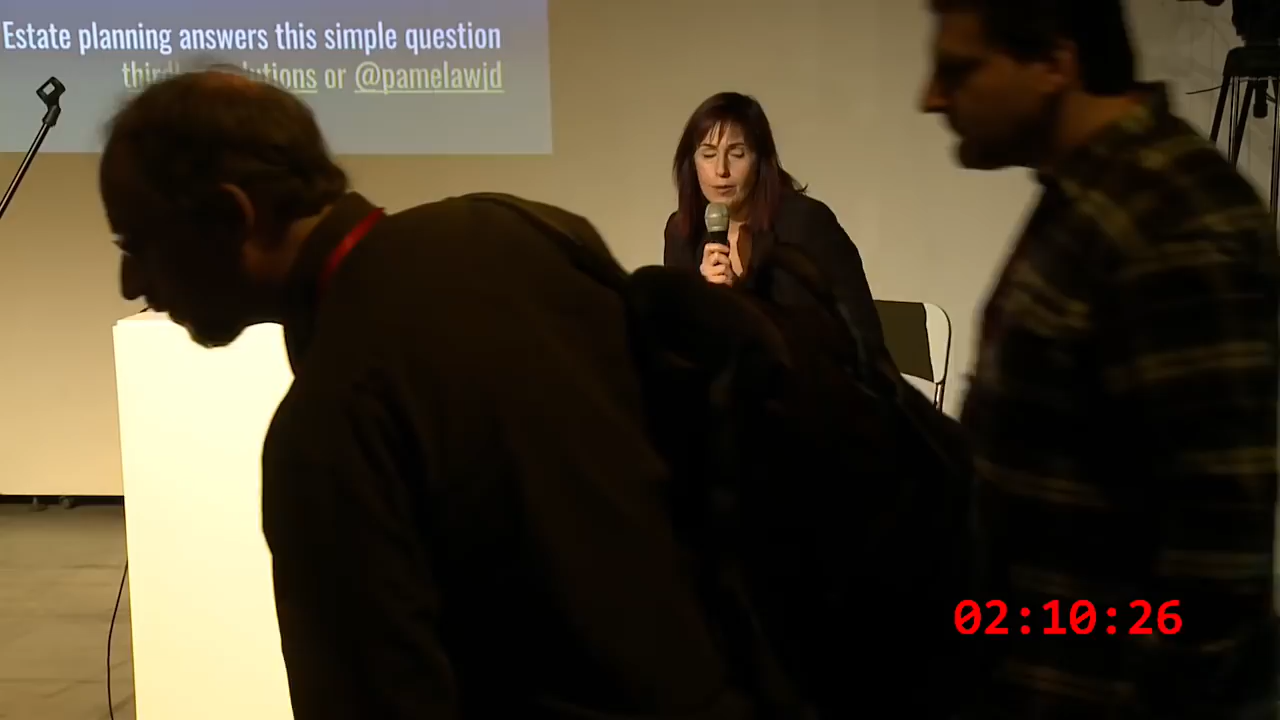 Estate planning answers this simple question
or @pamelawjd
02:10:26